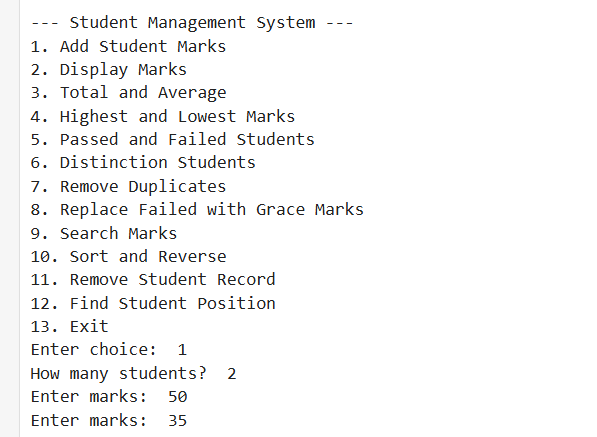 --- Student Management System ---
1. Add Student Marks
2. Display Marks
3. Total and Average
4. Highest and Lowest Marks
5. Passed and Failed Students
6. Distinction Students
7. Remove Duplicates
8. Replace Failed with Grace Marks
9. Search Marks
10. Sort and Reverse
11. Remove Student Record
12. Find Student Position
13. Exit
Enter choice:  1
How many students?  2
Enter marks:  50
Enter marks:  35